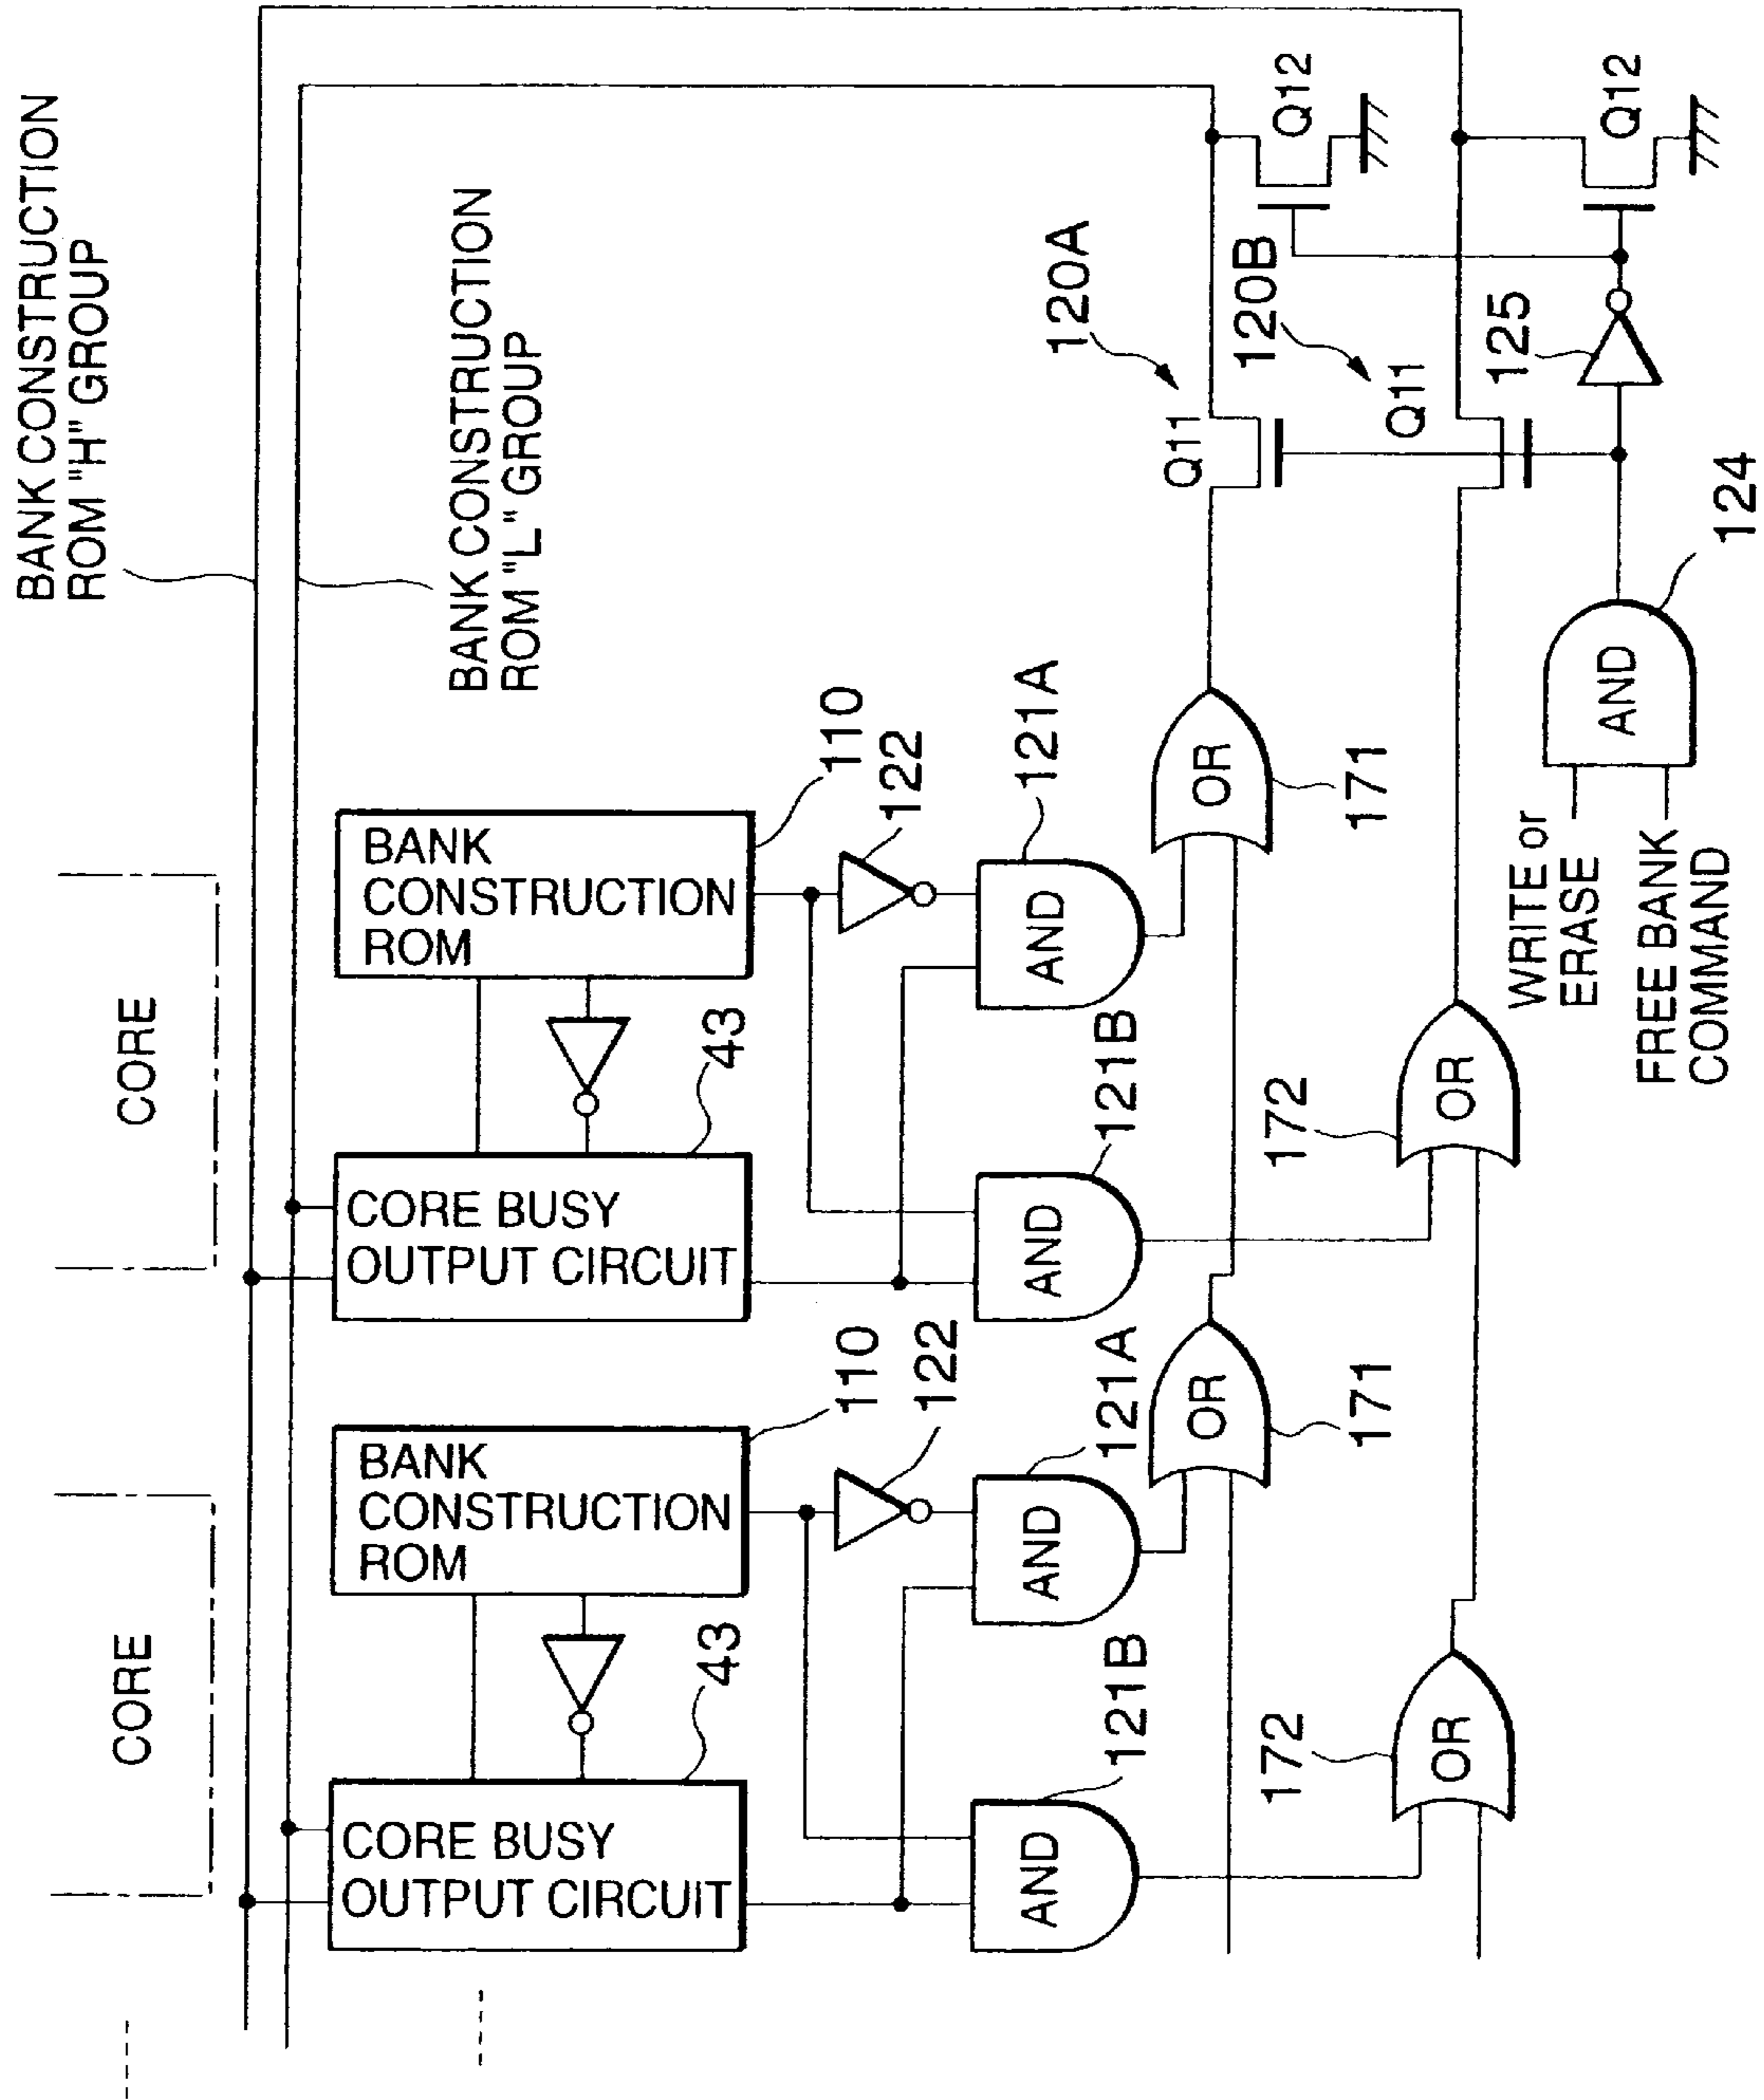 BANK CONSTRUCTION
ROM "H" GROUP
BANK CONSTRUCTION
ROM "L" GROUP
CORE
CORE
BANK
CONSTRUCTION
ROM
110
122
43
CORE BUSY
OUTPUT CIRCUIT
AND
121A
AND
121B
BANK
CONSTRUCTION
ROM
110
122
43
CORE BUSY
OUTPUT CIRCUIT
AND
121A
AND
121B
OR
171
OR
171
OR
172
OR
172
Q11
120A
Q12
120B
Q11
Q12
125
AND
124
WRITE or
ERASE
FREE BANK
COMMAND